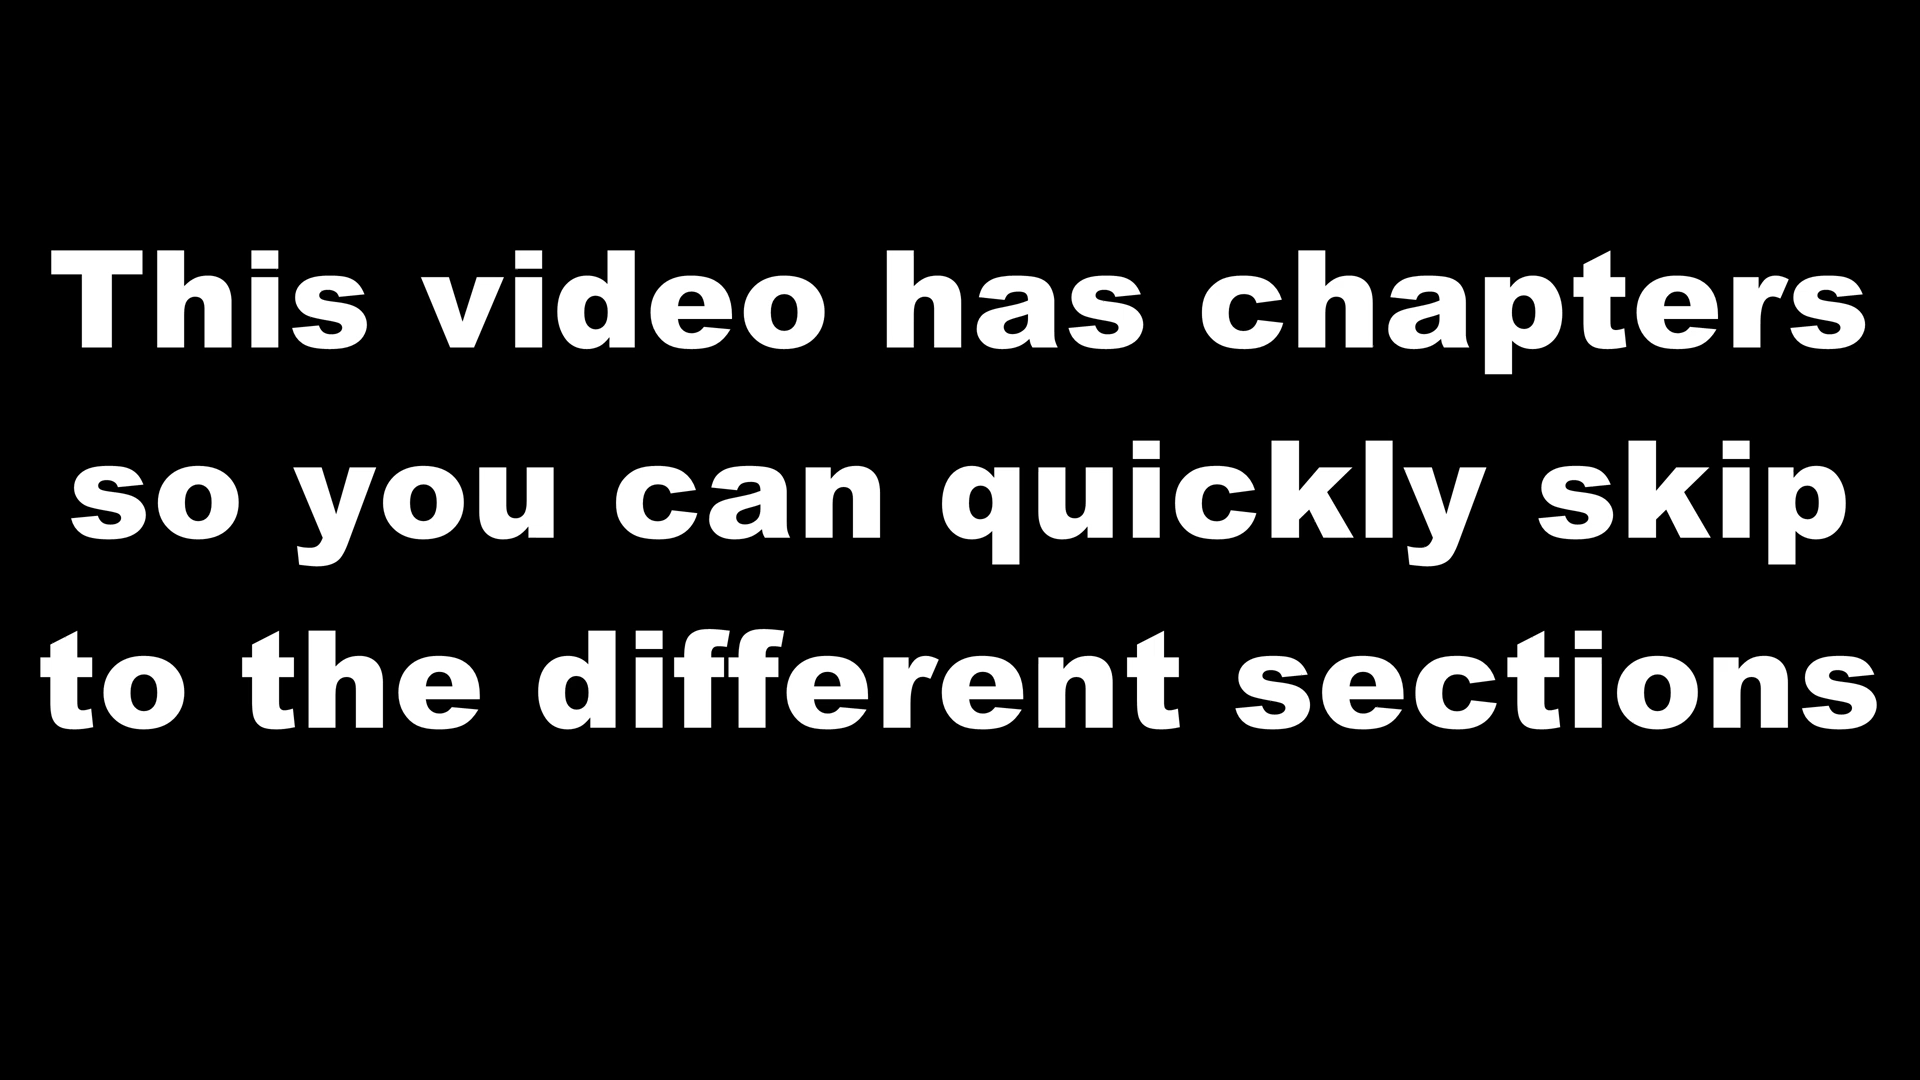 This video has chapters
so you can quickly skip
to the different sections